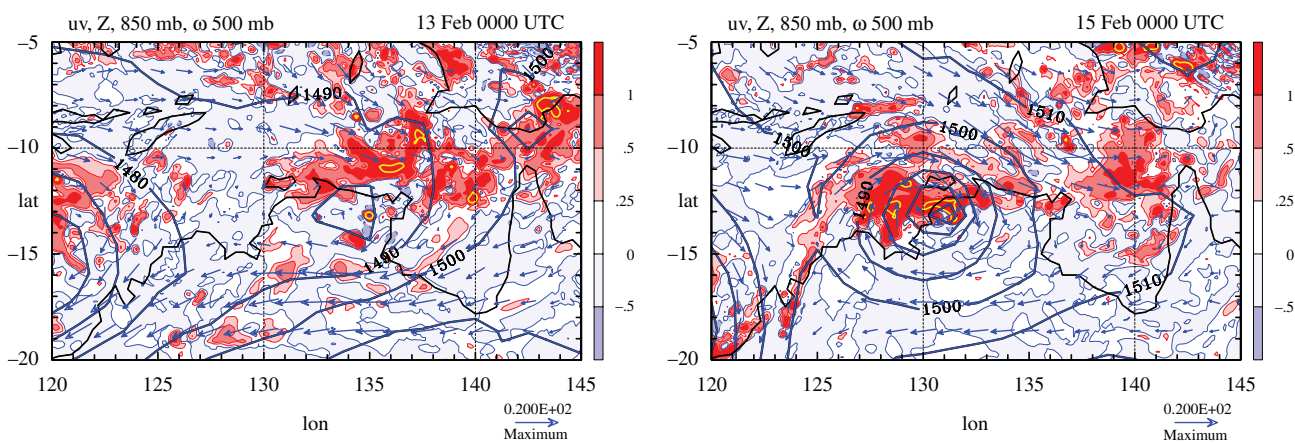 uv, Z, 850 mb, ω 500 mb 13 Feb 0000 UTC
−5
−10
lat
−15
−20
120 125 130 135 140 145
lon
0.200E+02
Maximum
1
.5
.25
0
−.5
1500
1490
1480
1490
1500
uv, Z, 850 mb, ω 500 mb 15 Feb 0000 UTC
−5
−10
lat
−15
−20
120 125 130 135 140 145
lon
0.200E+02
Maximum
1
.5
.25
0
−.5
1510
1500
1500
1490
1510
1500